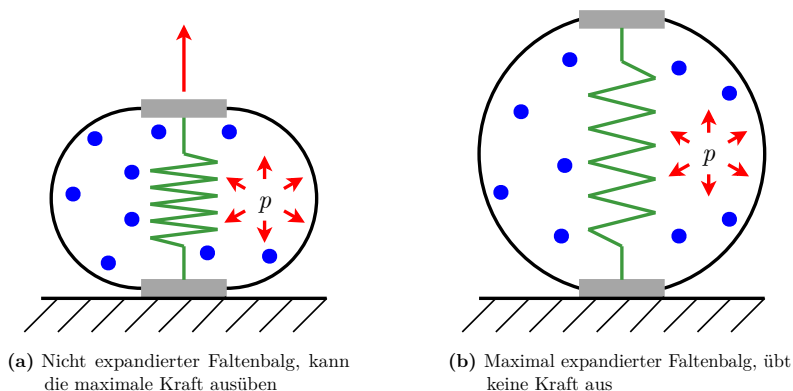 p
p
(a) Nicht expandierter Faltenbalg, kann
die maximale Kraft ausüben
(b) Maximal expandierter Faltenbalg, übt
keine Kraft aus